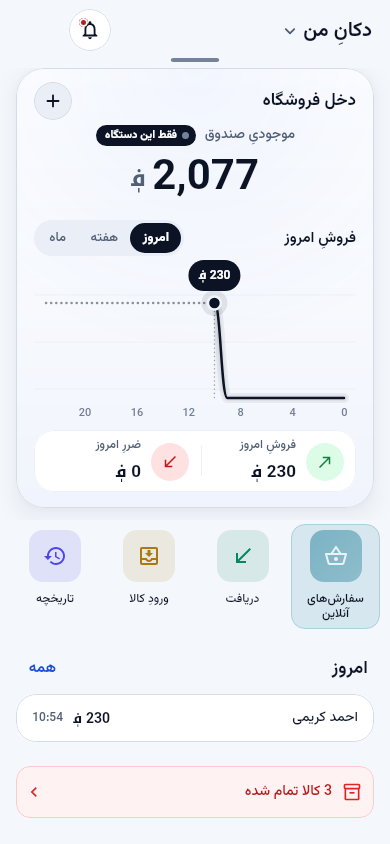 دکانِ من
دخل فروشگاه
موجودیِ صندوق
فقط این دستگاه
2,077 ؋
فروشِ امروز
امروز
هفته
ماه
230 ؋
0 4 8 12 16 20
فروشِ امروز
230 ؋
ضررِ امروز
0 ؋
سفارش‌های
آنلاین
دریافت
ورودِ کالا
تاریخچه
امروز
همه
احمد کریمی
230 ؋
10:54
3 کالا تمام شده